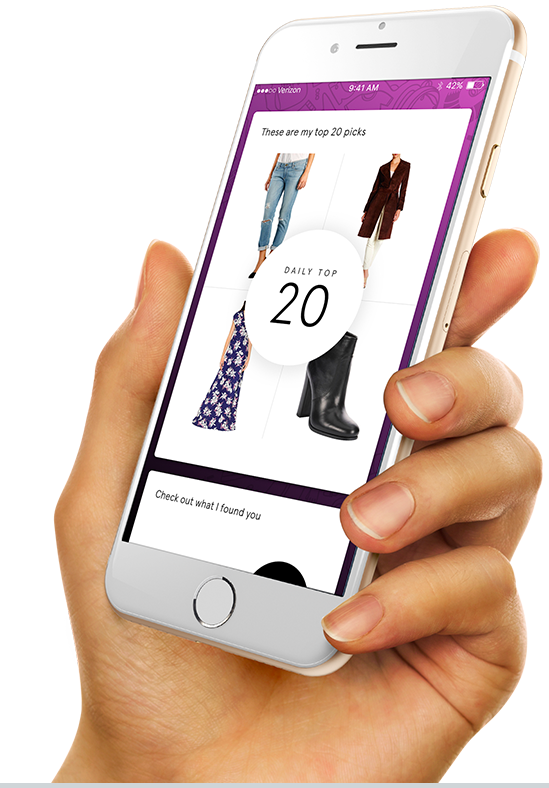 Verizon 9:41 AM 42%
These are my top 20 picks
DAILY TOP
20
Check out what I found you